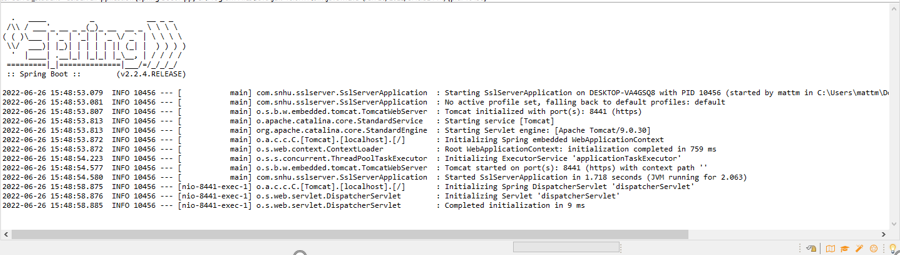 .   ____          _            __ _ _
 /\\ / ___'_ __ _ _(_)_ __  __ _ \ \ \ \
( ( )\___ | '_ | '_| | '_ \/ _` | \ \ \ \
 \\/  ___)| |_)| | | | | || (_| |  ) ) ) )
  '  |____| .__|_| |_|_| |_\__, | / / / /
 =========|_|==============|___/=/_/_/_/
 :: Spring Boot ::        (v2.2.4.RELEASE)
2022-06-26 15:48:53.079  INFO 10456 --- [           main] com.snhu.sslserver.SslServerApplication  : Starting SslServerApplication on DESKTOP-VA4GSQ8 with PID 10456 (started by mattm in C:\Users\mattm\Do
2022-06-26 15:48:53.081  INFO 10456 --- [           main] com.snhu.sslserver.SslServerApplication  : No active profile set, falling back to default profiles: default
2022-06-26 15:48:53.807  INFO 10456 --- [           main] o.s.b.w.embedded.tomcat.TomcatWebServer  : Tomcat initialized with port(s): 8441 (https)
2022-06-26 15:48:53.813  INFO 10456 --- [           main] o.apache.catalina.core.StandardService   : Starting service [Tomcat]
2022-06-26 15:48:53.813  INFO 10456 --- [           main] org.apache.catalina.core.StandardEngine  : Starting Servlet engine: [Apache Tomcat/9.0.30]
2022-06-26 15:48:53.872  INFO 10456 --- [           main] o.a.c.c.C.[Tomcat].[localhost].[/]       : Initializing Spring embedded WebApplicationContext
2022-06-26 15:48:53.872  INFO 10456 --- [           main] o.s.web.context.ContextLoader            : Root WebApplicationContext: initialization completed in 759 ms
2022-06-26 15:48:54.223  INFO 10456 --- [           main] o.s.s.concurrent.ThreadPoolTaskExecutor  : Initializing ExecutorService 'applicationTaskExecutor'
2022-06-26 15:48:54.577  INFO 10456 --- [           main] o.s.b.w.embedded.tomcat.TomcatWebServer  : Tomcat started on port(s): 8441 (https) with context path ''
2022-06-26 15:48:54.580  INFO 10456 --- [           main] com.snhu.sslserver.SslServerApplication  : Started SslServerApplication in 1.718 seconds (JVM running for 2.063)
2022-06-26 15:48:58.875  INFO 10456 --- [nio-8441-exec-1] o.a.c.c.C.[Tomcat].[localhost].[/]       : Initializing Spring DispatcherServlet 'dispatcherServlet'
2022-06-26 15:48:58.876  INFO 10456 --- [nio-8441-exec-1] o.s.web.servlet.DispatcherServlet        : Initializing Servlet 'dispatcherServlet'
2022-06-26 15:48:58.885  INFO 10456 --- [nio-8441-exec-1] o.s.web.servlet.DispatcherServlet        : Completed initialization in 9 ms